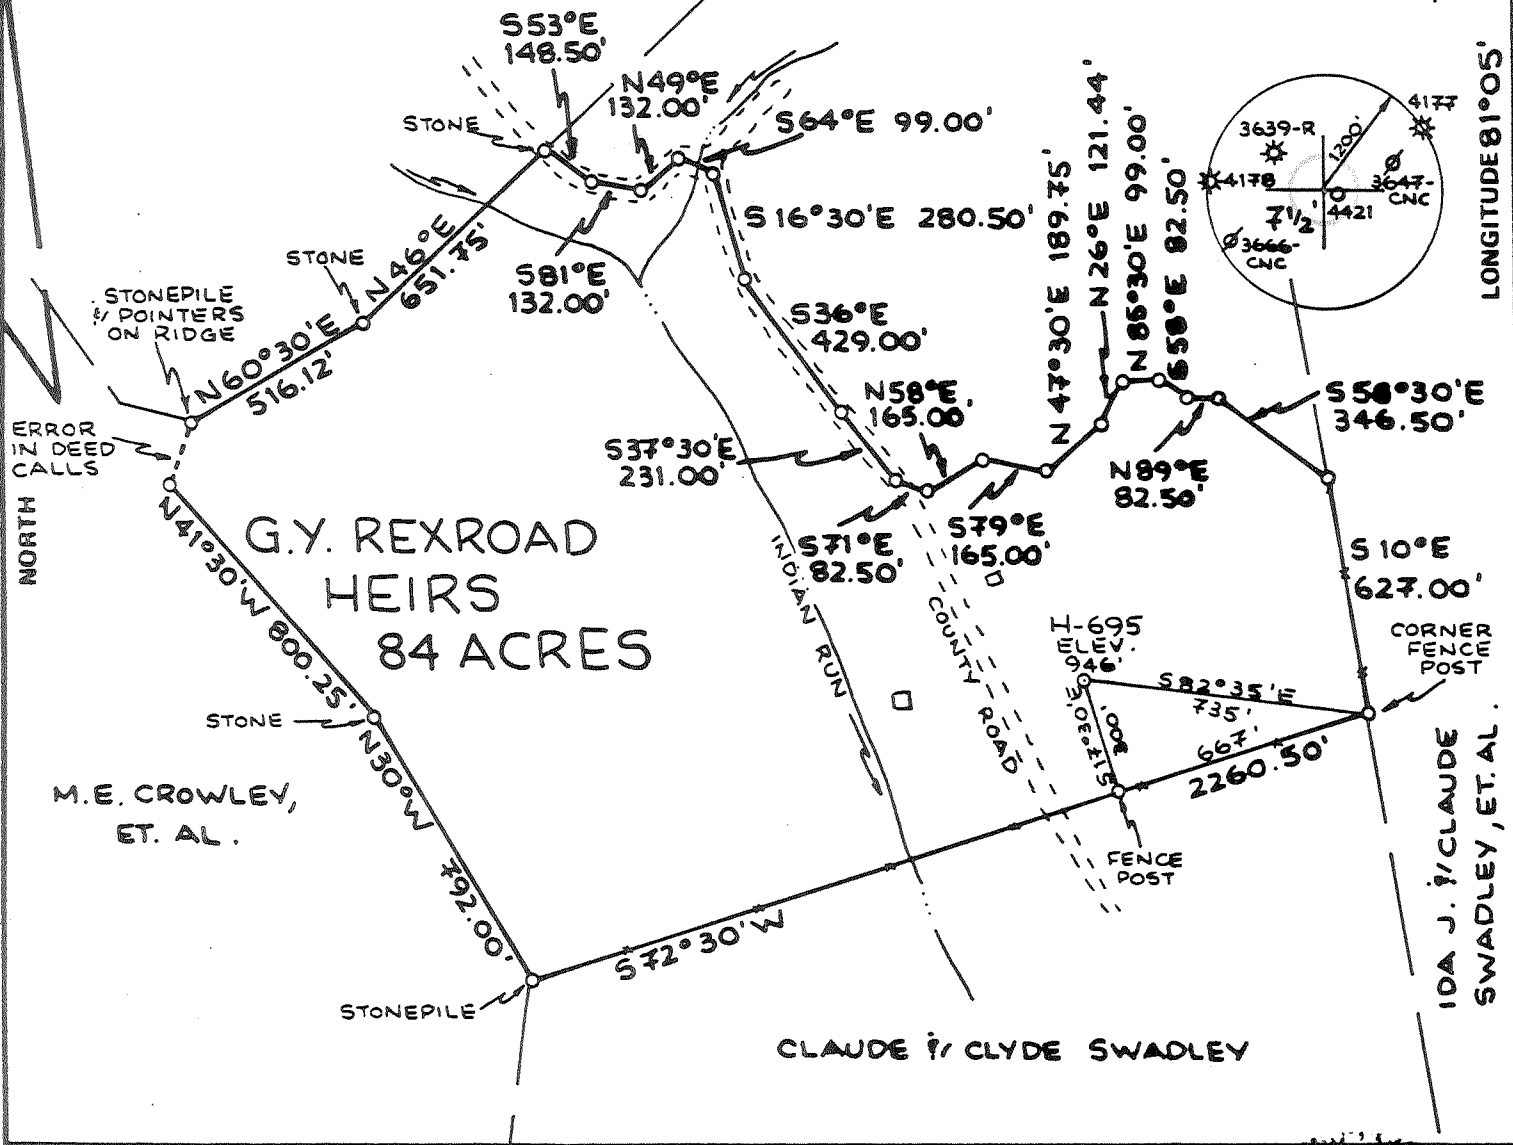 S53°E
148.50'
N49°E
132.00'
STONE
S64°E 99.00'
S81°E
132.00'
S16°30'E 280.50'
STONE
N46°E
651.75'
STONEPILE
& POINTERS
ON RIDGE
N60°30'E
516.12'
ERROR
IN DEED
CALLS
NORTH
S36°E
429.00'
N58°E
165.00
S37°30'E
231.00'
S71°E
82.50'
S79°E
165.00'
N47°30'E 189.75'
N26°E 121.44'
N85°30'E 99.00'
S58°E 82.50'
N89°E
82.50'
S58°30'E
346.50'
4177
3639-R
1200'
4178
3647-
CNC
7 1/2'
4421
3666-
CNC
LONGITUDE 81°05'
G.Y. REXROAD
HEIRS
84 ACRES
N41°30'W 800.25'
STONE
N30°W
792.00'
M.E. CROWLEY,
ET. AL.
INDIAN RUN
COUNTY ROAD
H-695
ELEV.
946'
S82°35'E
735'
S17°30'E
300'
S10°E
627.00'
CORNER
FENCE
POST
667'
2260.50'
FENCE
POST
S72°30'W
STONEPILE
CLAUDE & CLYDE SWADLEY
IDA J. & CLAUDE
SWADLEY, ET. AL.